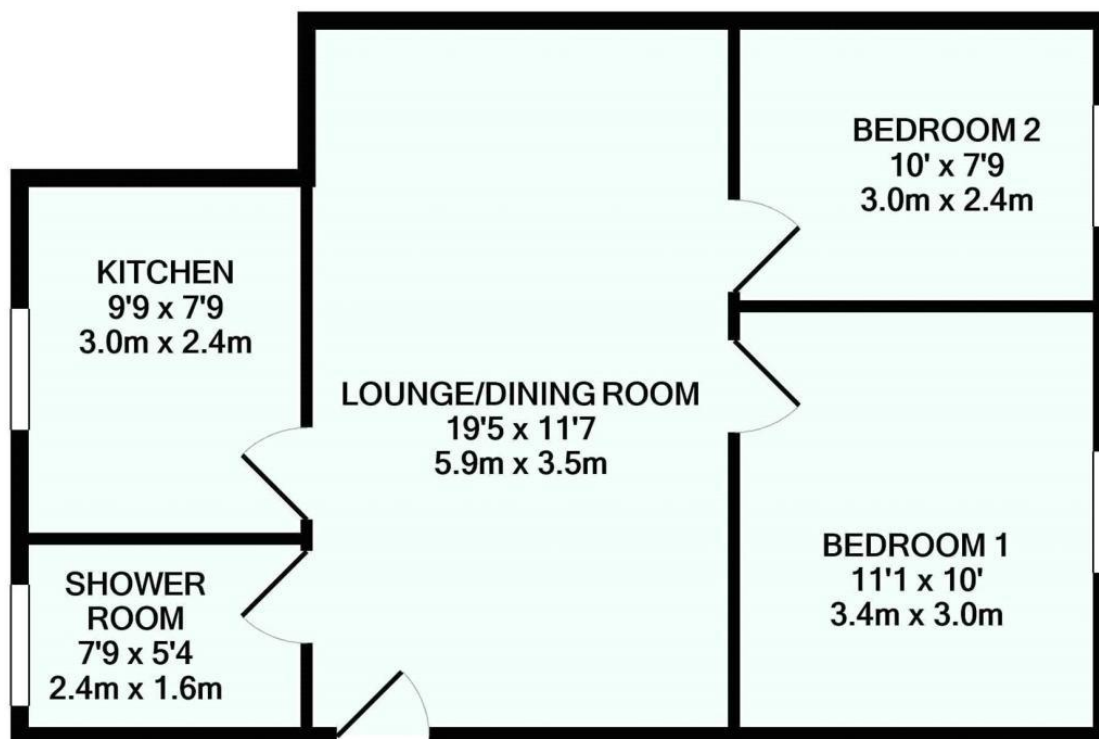 BEDROOM 2
10' x 7'9
3.0m x 2.4m
KITCHEN
9'9 x 7'9
3.0m x 2.4m
LOUNGE/DINING ROOM
19'5 x 11'7
5.9m x 3.5m
BEDROOM 1
11'1 x 10'
3.4m x 3.0m
SHOWER
ROOM
7'9 x 5'4
2.4m x 1.6m